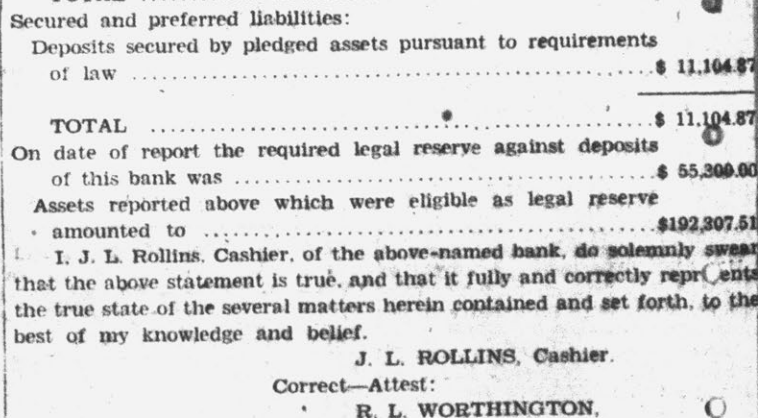 Secured and preferred liabilities:
Deposits secured by pledged assets pursuant to requirements
of law ........................................................$ 11,104.87
TOTAL ....................................................$ 11,104.87
On date of report the required legal reserve against deposits
of this bank was ............................................$ 55,300.00
Assets reported above which were eligible as legal reserve
amounted to ................................................$192,307.51
I, J. L. Rollins, Cashier, of the above-named bank, do solemnly swear
that the above statement is true, and that it fully and correctly represents
the true state of the several matters herein contained and set forth, to the
best of my knowledge and belief.
J. L. ROLLINS, Cashier.
Correct—Attest:
R. L. WORTHINGTON,